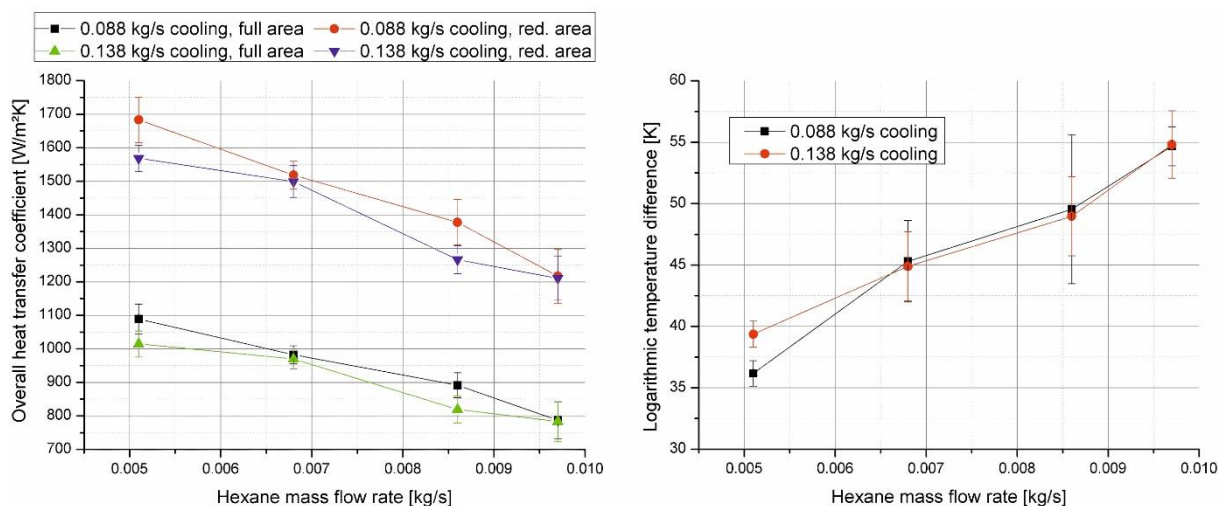 0.088 kg/s cooling, full area
0.088 kg/s cooling, red. area
0.138 kg/s cooling, full area
0.138 kg/s cooling, red. area
Overall heat transfer coefficient [W/m²K]
1800
1700
1600
1500
1400
1300
1200
1100
1000
900
800
700
0.005 0.006 0.007 0.008 0.009 0.010
Hexane mass flow rate [kg/s]
0.088 kg/s cooling
0.138 kg/s cooling
Logarithmic temperature difference [K]
60
55
50
45
40
35
30
0.005 0.006 0.007 0.008 0.009 0.010
Hexane mass flow rate [kg/s]